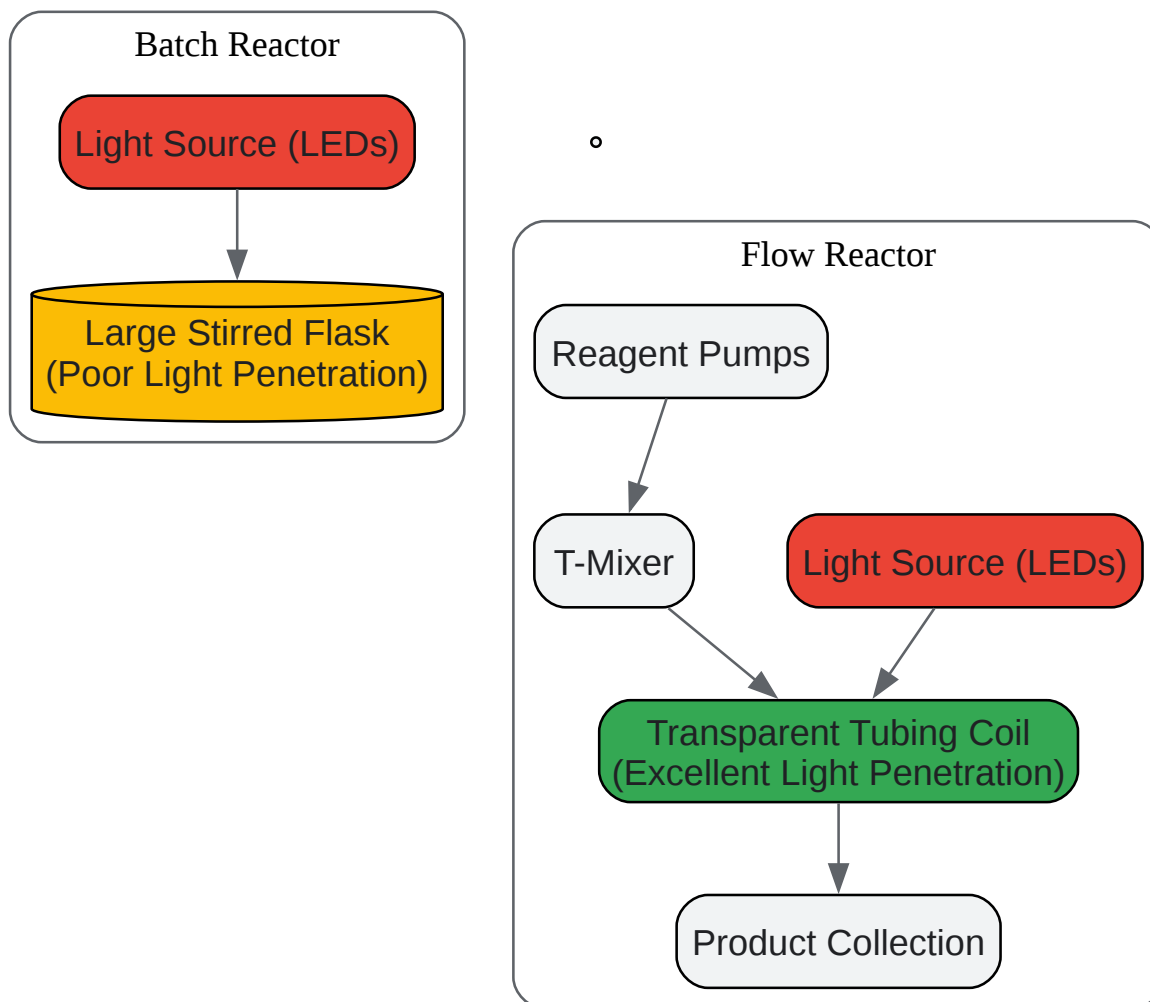 Batch Reactor
Light Source (LEDs)
Large Stirred Flask
(Poor Light Penetration)
Flow Reactor
Reagent Pumps
T-Mixer
Light Source (LEDs)
Transparent Tubing Coil
(Excellent Light Penetration)
Product Collection